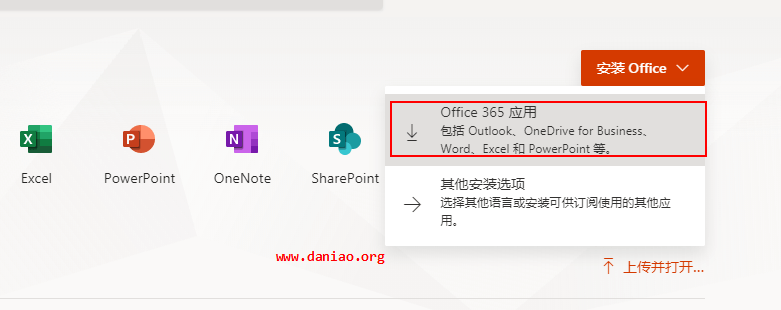 安装 Office
Office 365 应用
包括 Outlook、OneDrive for Business、
Word、Excel 和 PowerPoint 等。
Excel
PowerPoint
OneNote
SharePoint
其他安装选项
选择其他语言或安装可供订阅使用的其他应
用。
www.daniao.org
上传并打开...